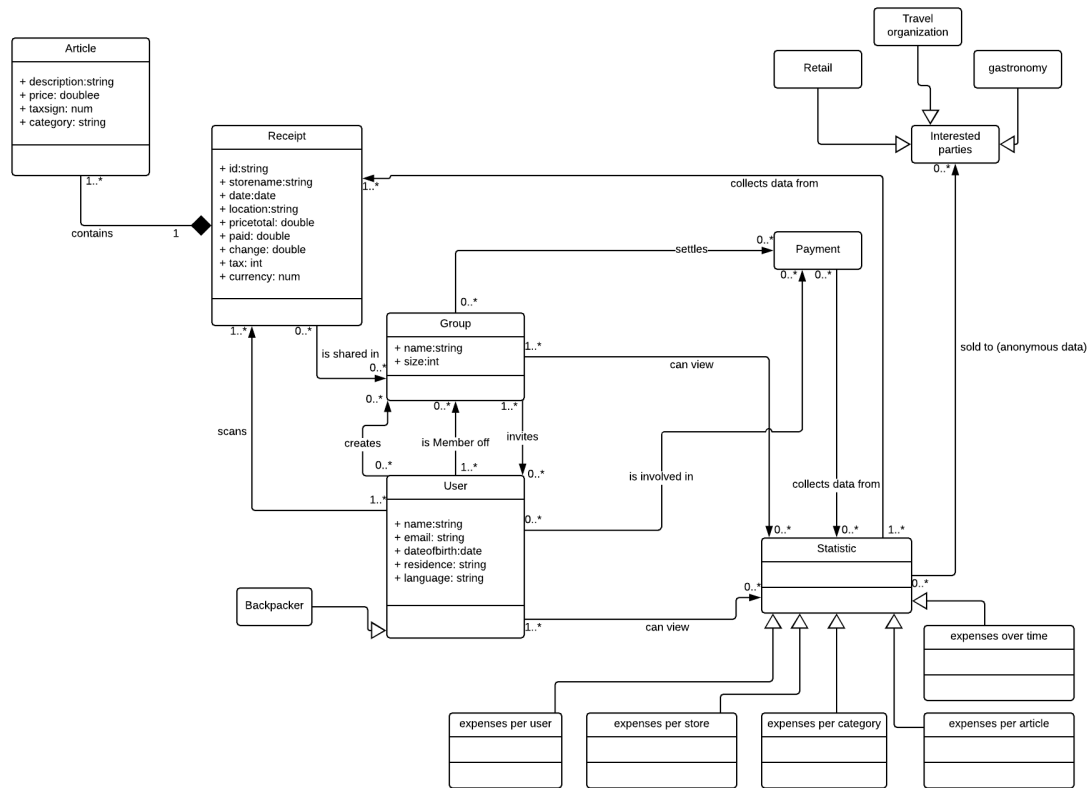 Travel
organization
Retail
gastronomy
Interested
parties
0..*
Article
+ description:string
+ price: doublee
+ taxsign: num
+ category: string
1..*
contains
1
Receipt
+ id:string
+ storename:string
+ date:date
+ location:string
+ pricetotal: double
+ paid: double
+ change: double
+ tax: int
+ currency: num
1..*
collects data from
1..*
0..*
is shared in
0..*
settles
0..*
Payment
0..*
0..*
0..*
Group
+ name:string
+ size:int
1..*
can view
sold to (anonymous data)
0..*
0..*
1..*
scans
creates
is Member off
invites
0..*
1..*
0..*
User
1..*
+ name:string
+ email: string
+ dateofbirth:date
+ residence: string
+ language: string
0..*
is involved in
collects data from
0..*
0..*
1..*
Statistic
0..*
0..*
Backpacker
1..*
can view
expenses over time
expenses per user
expenses per store
expenses per category
expenses per article